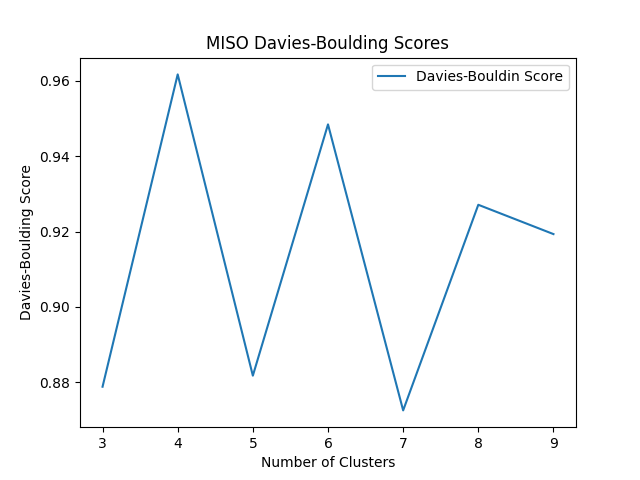 MISO Davies-Boulding Scores
Davies-Bouldin Score
Davies-Boulding Score
0.96
0.94
0.92
0.90
0.88
3 4 5 6 7 8 9
Number of Clusters